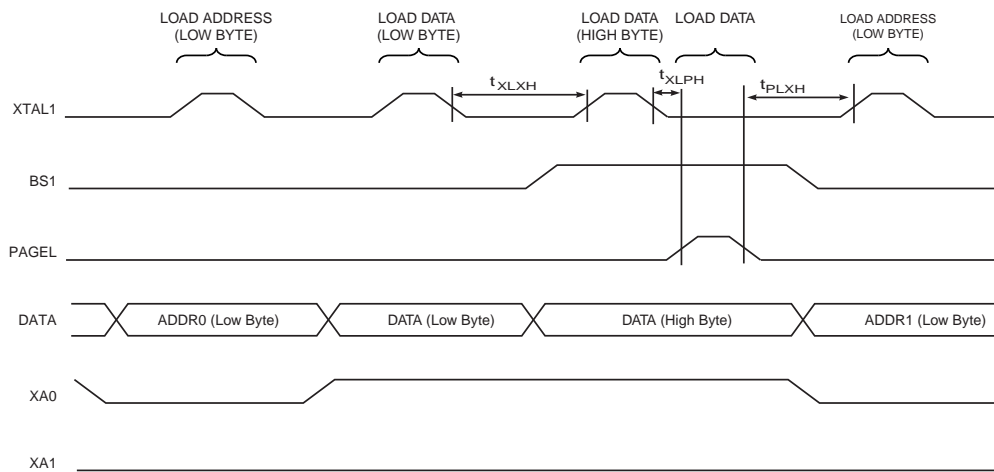 LOAD ADDRESS
(LOW BYTE)
LOAD DATA
(LOW BYTE)
LOAD DATA
(HIGH BYTE)
LOAD DATA
LOAD ADDRESS
(LOW BYTE)
tXLXH
tXLPH
tPLXH
XTAL1
BS1
PAGEL
DATA
ADDR0 (Low Byte)
DATA (Low Byte)
DATA (High Byte)
ADDR1 (Low Byte)
XA0
XA1